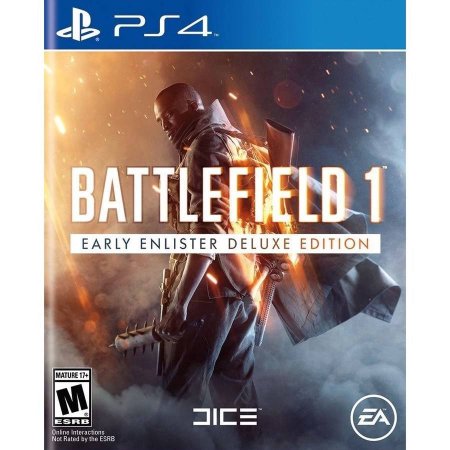 PS4
BATTLEFIELD 1
EARLY ENLISTER DELUXE EDITION
MATURE 17+
M
ESRB
Online Interactions
Not Rated by the ESRB
DICE
EA